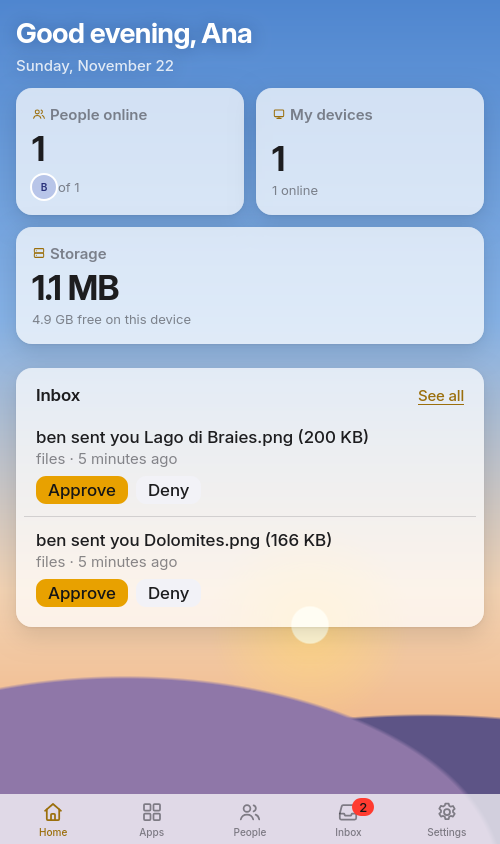 Good evening, Ana
Sunday, November 22
People online
1
B of 1
My devices
1
1 online
Storage
1.1 MB
4.9 GB free on this device
Inbox
See all
ben sent you Lago di Braies.png (200 KB)
files · 5 minutes ago
Approve Deny
ben sent you Dolomites.png (166 KB)
files · 5 minutes ago
Approve Deny
2
Home Apps People Inbox Settings